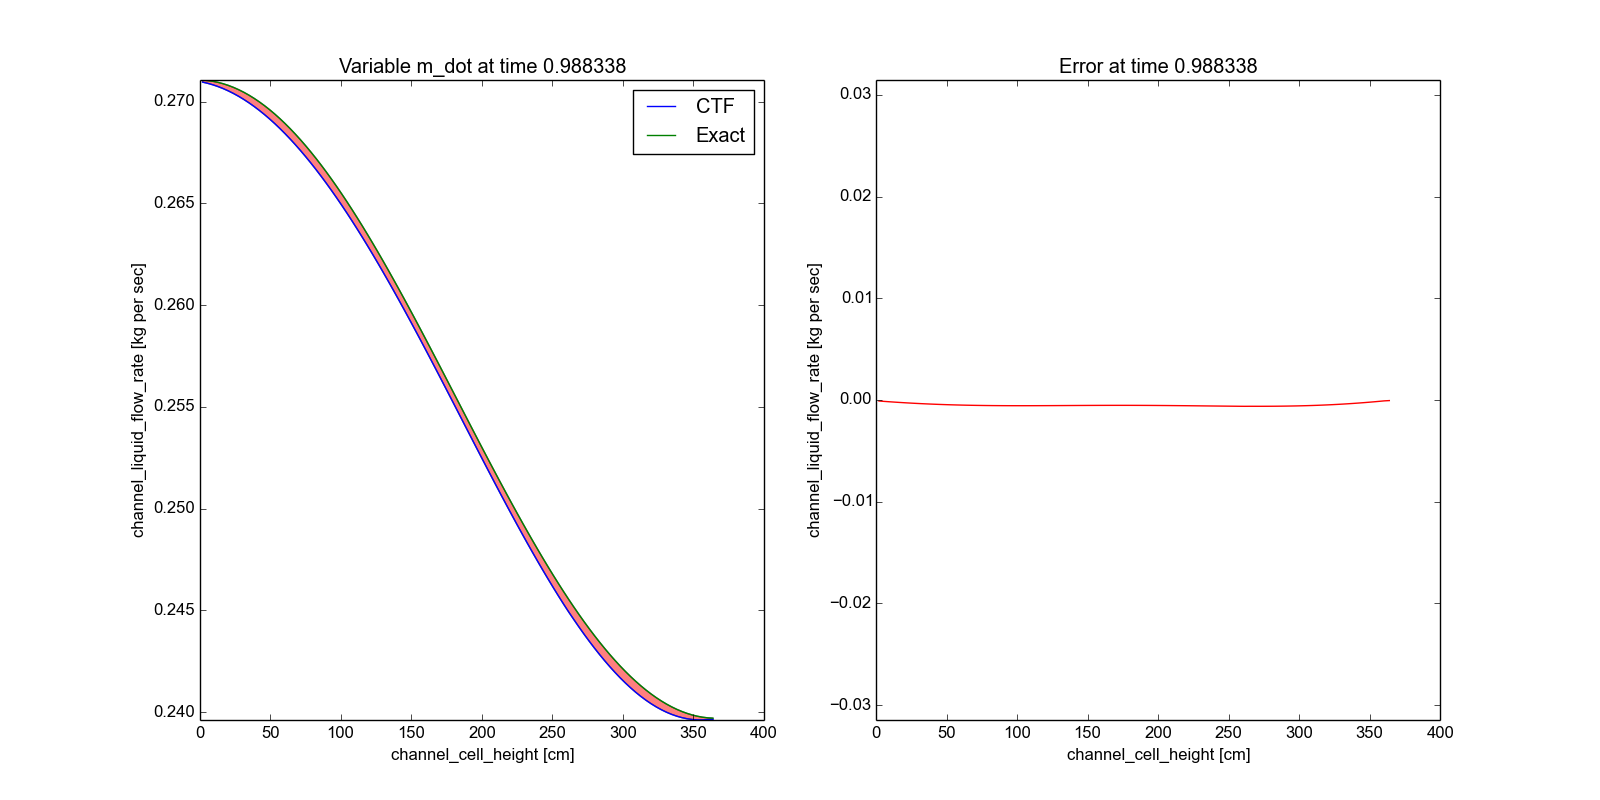 Variable m_dot at time 0.988338
CTF
Exact
0.270
0.265
0.260
0.255
0.250
0.245
0.240
channel_liquid_flow_rate [kg per sec]
0 50 100 150 200 250 300 350 400
channel_cell_height [cm]
Error at time 0.988338
0.03
0.02
0.01
0.00
−0.01
−0.02
−0.03
channel_liquid_flow_rate [kg per sec]
0 50 100 150 200 250 300 350 400
channel_cell_height [cm]